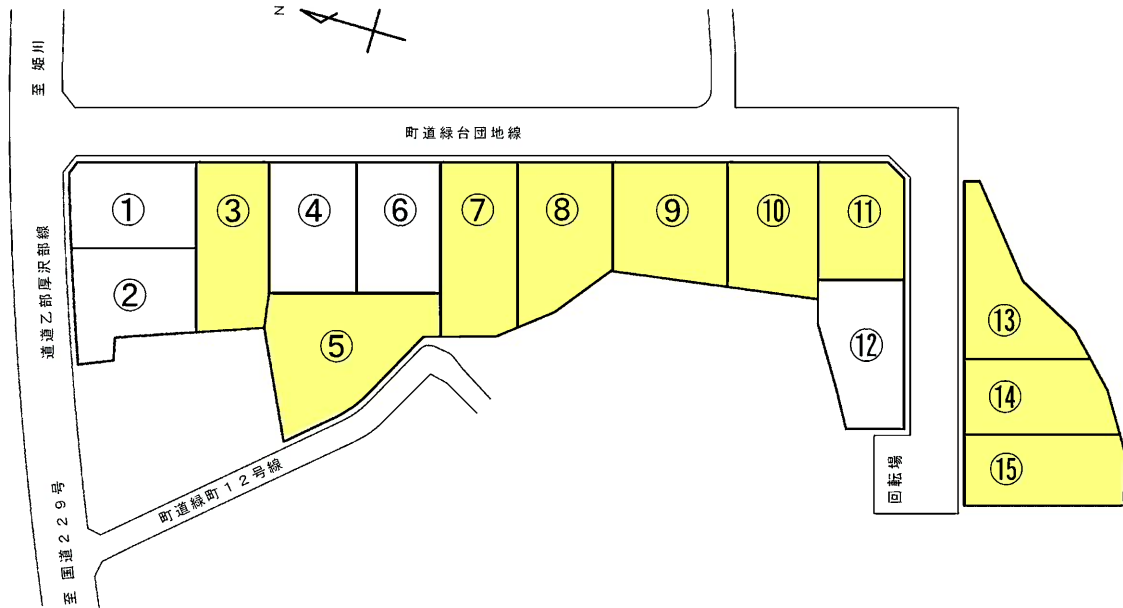 N
至 姫川
町道緑台団地線
道道乙部厚沢部線
①
②
③
④
⑤
⑥
⑦
⑧
⑨
⑩
⑪
⑫
⑬
⑭
⑮
回転場
町道緑町12号線
至 国道229号